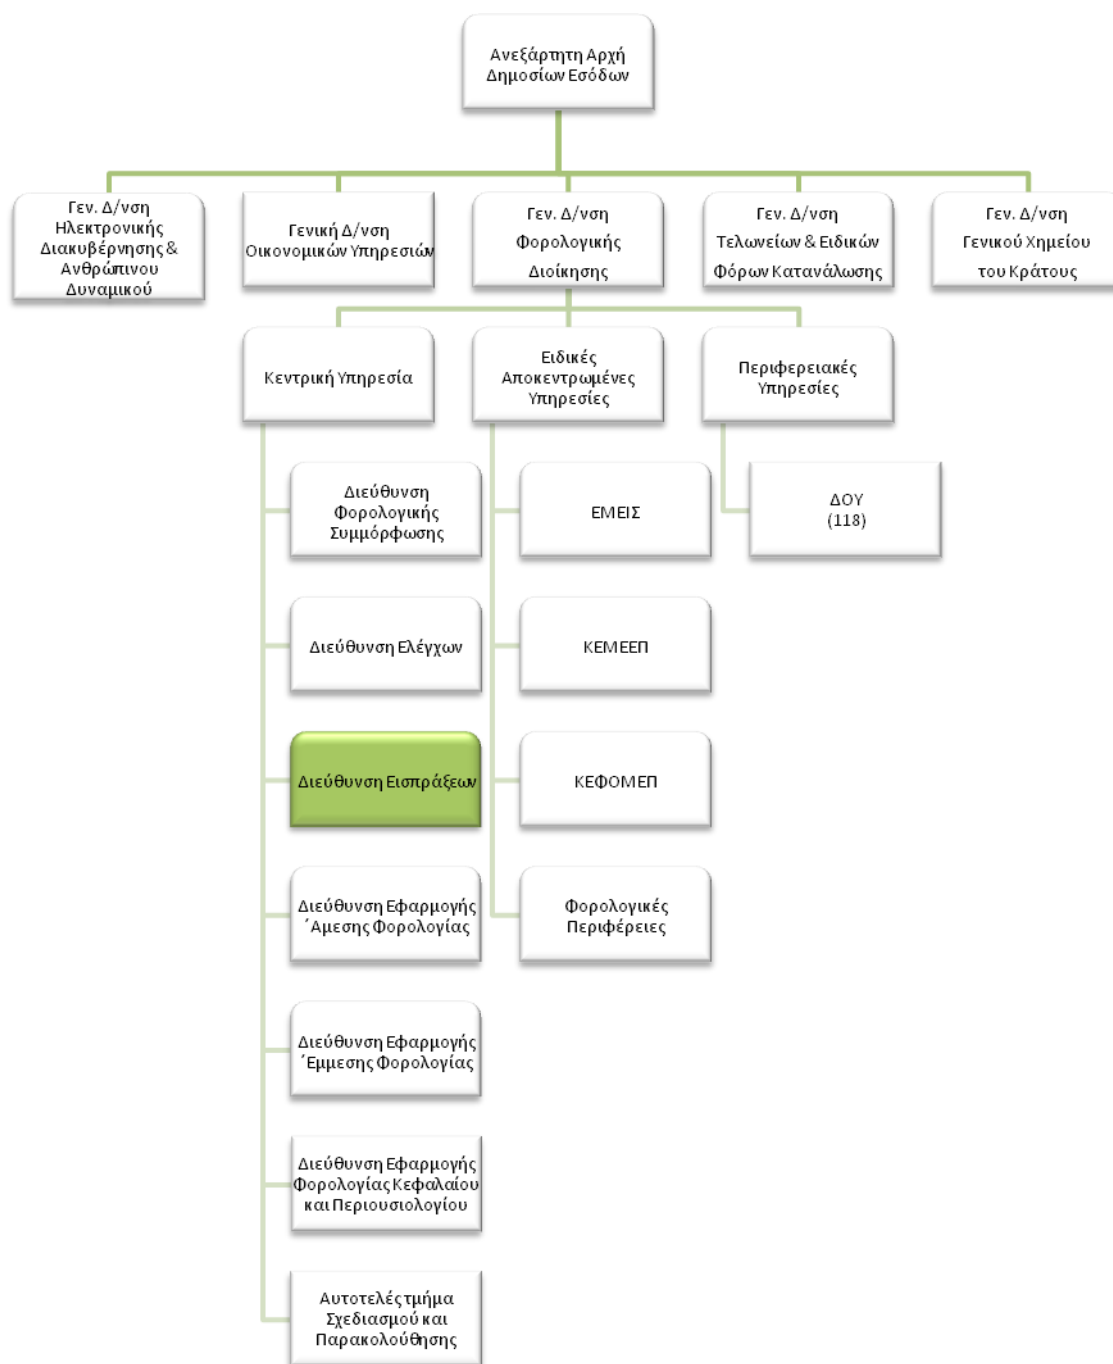 Ανεξάρτητη Αρχή
Δημοσίων Εσόδων
Γεν. Δ/νση
Ηλεκτρονικής
Διακυβέρνησης &
Ανθρώπινου
Δυναμικού
Γενική Δ/νση
Οικονομικών Υπηρεσιών
Γεν. Δ/νση
Φορολογικής
Διοίκησης
Γεν. Δ/νση
Τελωνείων & Ειδικών
Φόρων Κατανάλωσης
Γεν. Δ/νση
Γενικού Χημείου
του Κράτους
Κεντρική Υπηρεσία
Ειδικές
Αποκεντρωμένες
Υπηρεσίες
Περιφερειακές
Υπηρεσίες
Διεύθυνση
Φορολογικής
Συμμόρφωσης
ΕΜΕΙΣ
ΔΟΥ
(118)
Διεύθυνση Ελέγχων
ΚΕΜΕΕΠ
Διεύθυνση Εισπράξεων
ΚΕΦΟΜΕΠ
Διεύθυνση Εφαρμογής
΄Αμεσης Φορολογίας
Φορολογικές
Περιφέρειες
Διεύθυνση Εφαρμογής
΄Εμμεσης Φορολογίας
Διεύθυνση Εφαρμογής
Φορολογίας Κεφαλαίου
και Περιουσιολογίου
Αυτοτελές τμήμα
Σχεδιασμού και
Παρακολούθησης